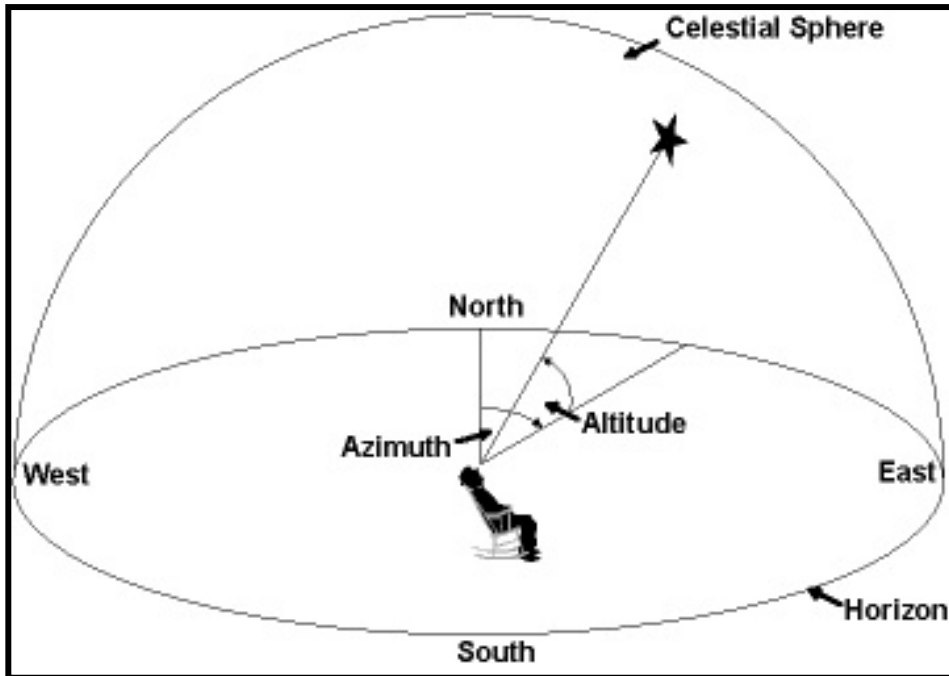 Celestial Sphere
North
Altitude
Azimuth
West
East
Horizon
South